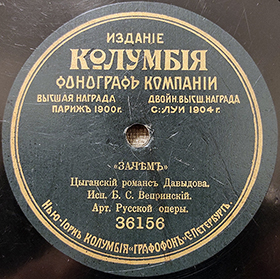 ИЗДАНІЕ
КОЛУМБІЯ
ФОНОГРАФЪ КОМПАНІИ
ВЫСШАЯ НАГРАДА ДВОЙН. ВЫСШ. НАГРАДА
ПАРИЖЪ 1900 г. С: ЛУИ 1904 г.
„ЗАЧѢМЪ”
Цыганскій романсъ Давыдова.
Исп. Б. С. Вепринскій.
Арт. Русской оперы.
36156
НЬЮ-ІОРКЪ КОЛУМБІЯ „ГРАФОФОНЪ” С. ПЕТЕРБУРГЪ.